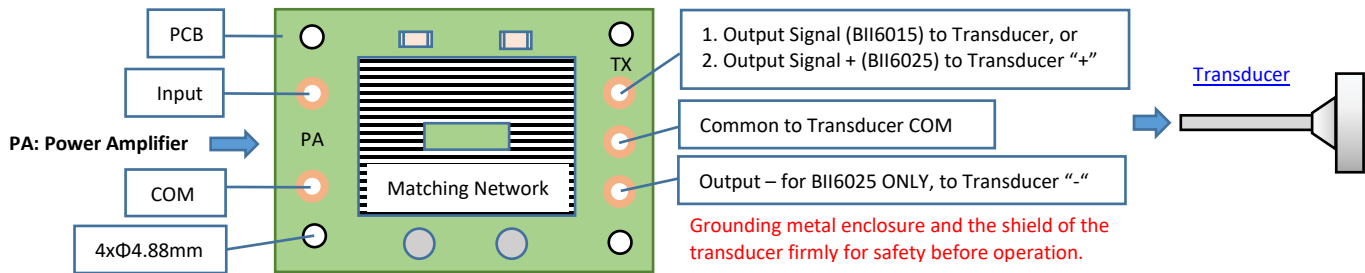 PCB
Input
PA: Power Amplifier
COM
4xΦ4.88mm
PA
TX
Matching Network
1. Output Signal (BII6015) to Transducer, or
2. Output Signal + (BII6025) to Transducer “+”
Common to Transducer COM
Output – for BII6025 ONLY, to Transducer “-“
Grounding metal enclosure and the shield of the
transducer firmly for safety before operation.
Transducer